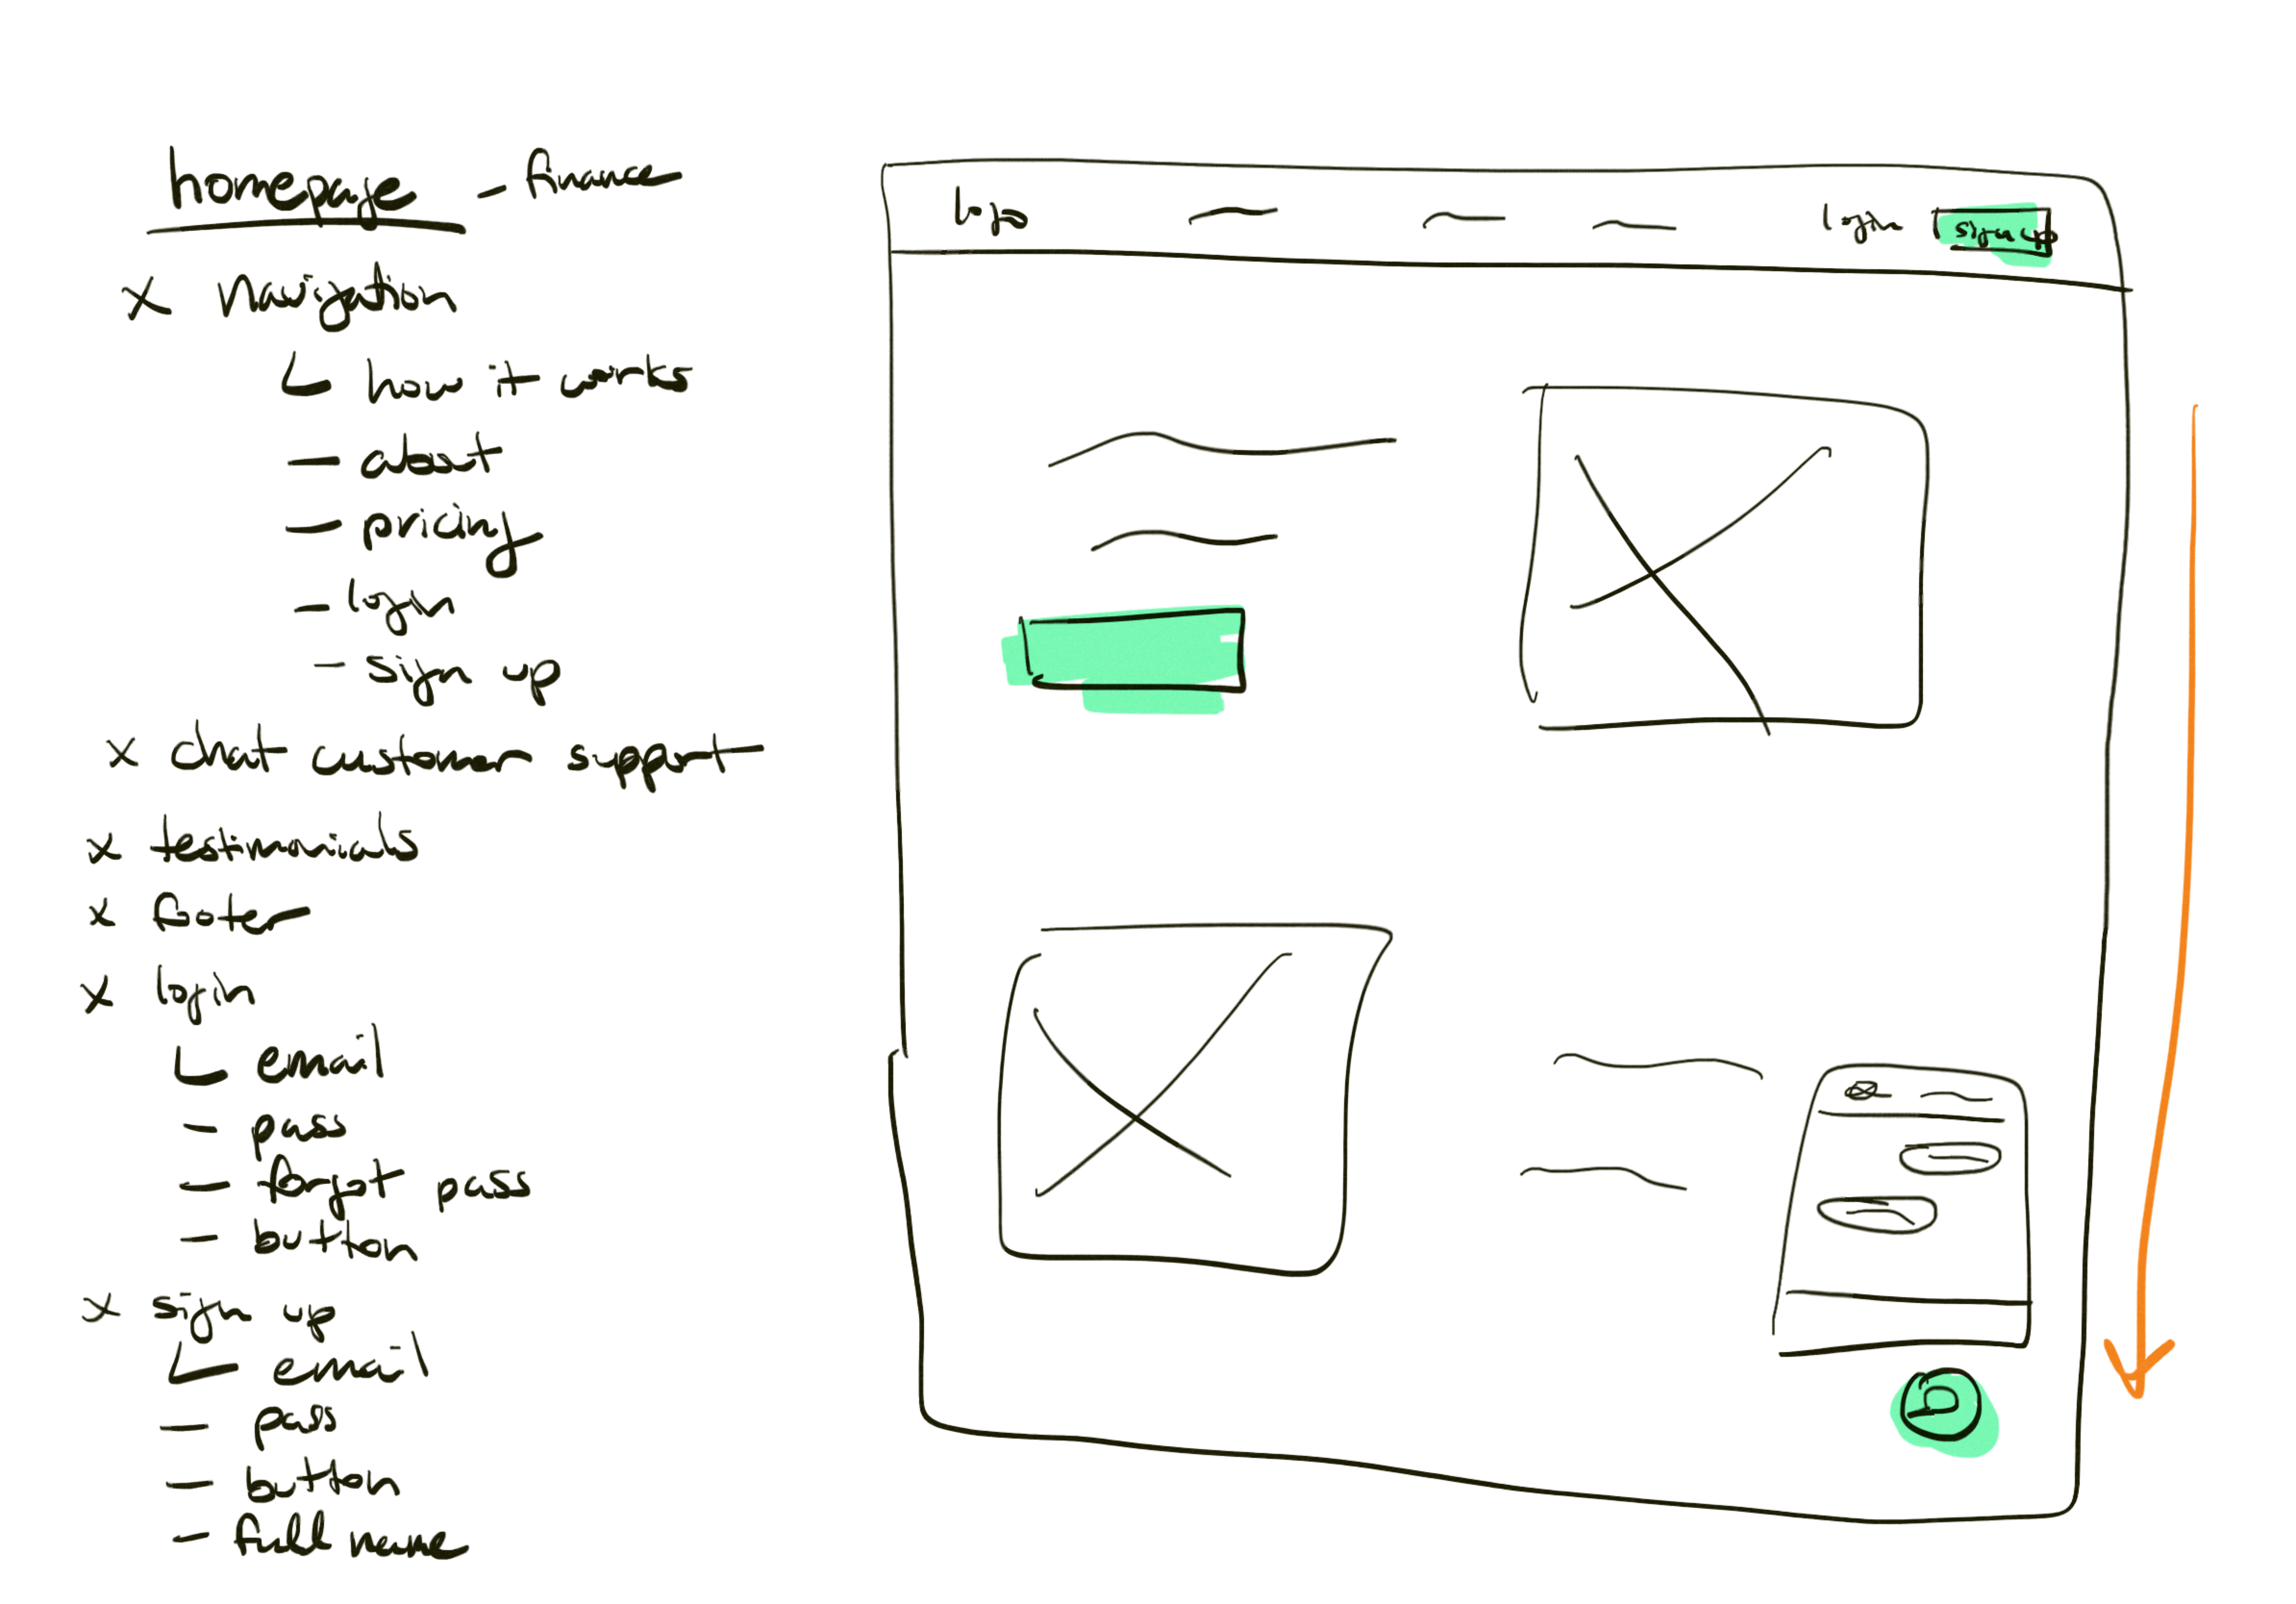 homepage - finance
x Navigation
how it works
- about
- pricing
- login
- sign up
x chat customer support
x testimonials
x footer
x login
email
- pass
- forgot pass
- button
x sign up
email
- pass
- button
- full name
logo login sign up